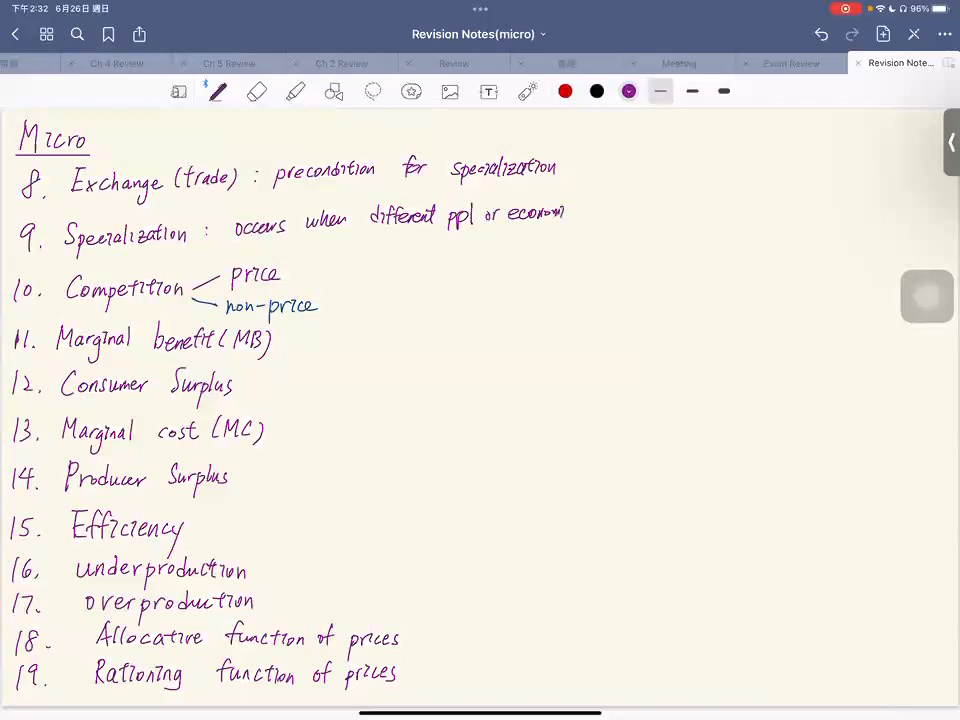 下午2:32 6月26日 週日
96%
Revision Notes(micro)
Ch 4 Review
Ch 5 Review
Ch 2 Review
Review
Meeting
Exam Review
Revision Notes...
Micro
8. Exchange (trade) : precondition for specialization
9. Specialization : occurs when different ppl or econom
10. Competition price
non-price
11. Marginal benefit (MB)
12. Consumer Surplus
13. Marginal cost (MC)
14. Producer Surplus
15. Efficiency
16. underproduction
17. overproduction
18. Allocative function of prices
19. Rationing function of prices